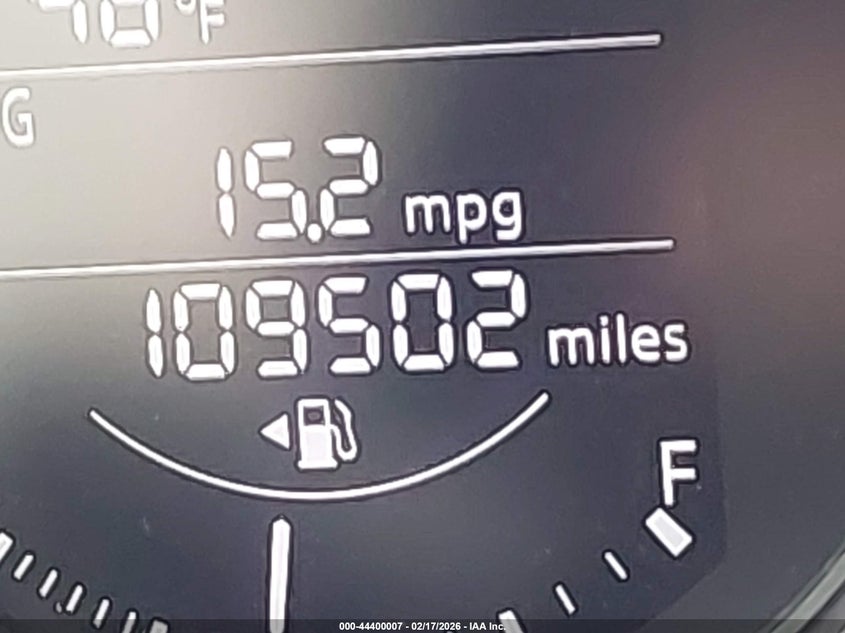 °F
G
15.2 mpg
109502 miles
F
000-44400007 - 02/17/2026 - IAA Inc.